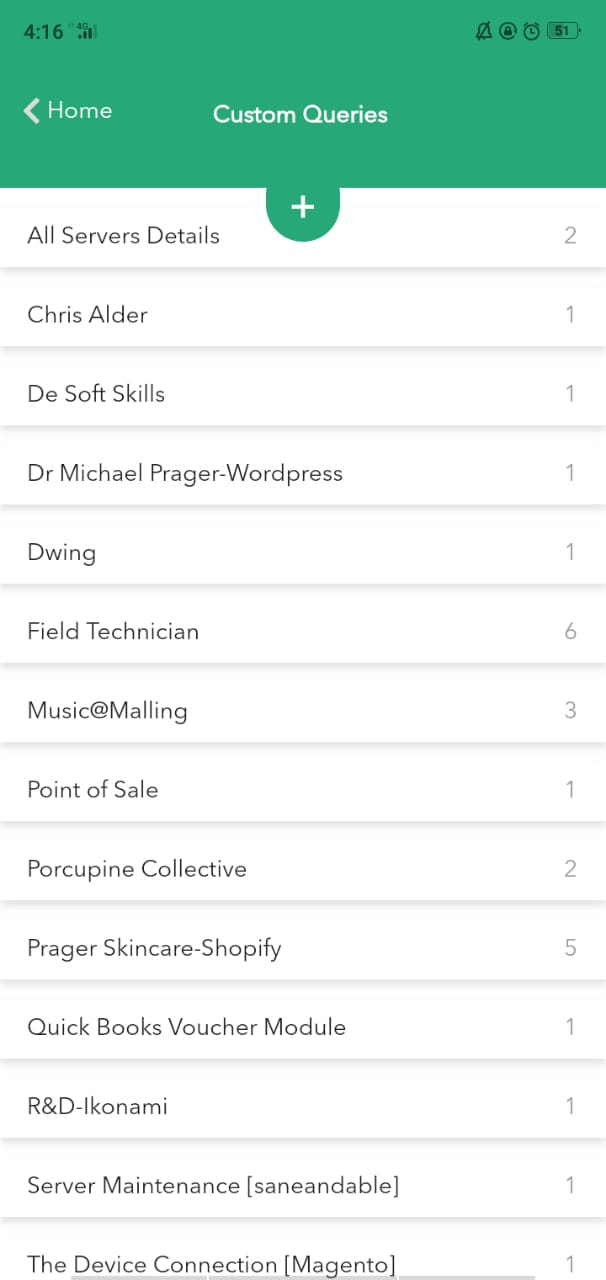 4:16 4G 51
Home
Custom Queries
+
All Servers Details 2
Chris Alder 1
De Soft Skills 1
Dr Michael Prager-Wordpress 1
Dwing 1
Field Technician 6
Music@Malling 3
Point of Sale 1
Porcupine Collective 2
Prager Skincare-Shopify 5
Quick Books Voucher Module 1
R&D-Ikonami 1
Server Maintenance [saneandable] 1
The Device Connection [Magento] 1